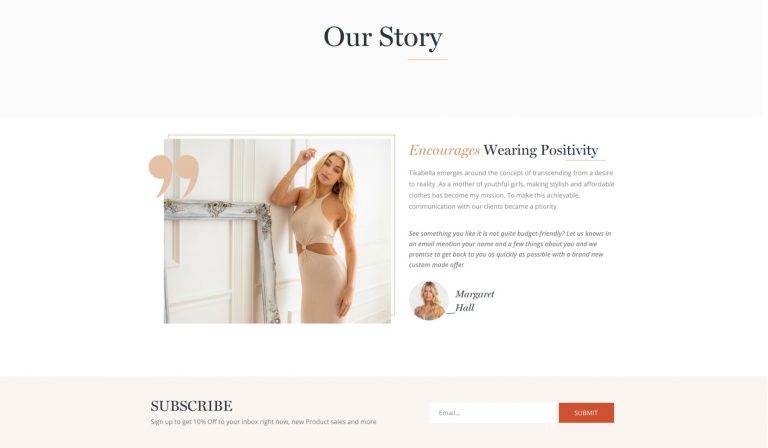 Our Story
Encourages Wearing Positivity
Tikabella emerges around the concept of transcending from a desire
to reality. As a mother of youthful girls, making stylish and affordable
clothes has become my mission. To make this achievable,
communication with our clients became a ptiority
See something you like it is not quite budget-friendly? Let us knows in
an email mention your name and a few things about you and we
promise to get back to you as quickly as possible with a brand new
custom made offer
Margaret
_Hall
SUBSCRIBE
Sign up to get 10% Off to your inbox right now, new Product sales and more
Email...
SUBMIT